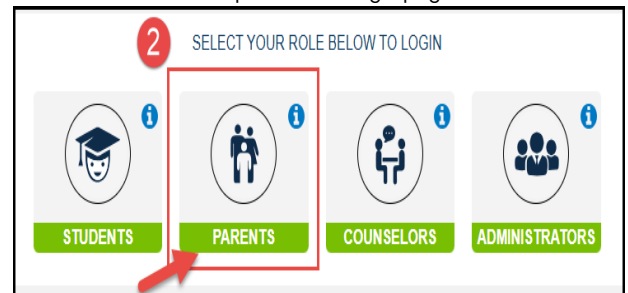 2 SELECT YOUR ROLE BELOW TO LOGIN
i i i i
STUDENTS PARENTS COUNSELORS ADMINISTRATORS